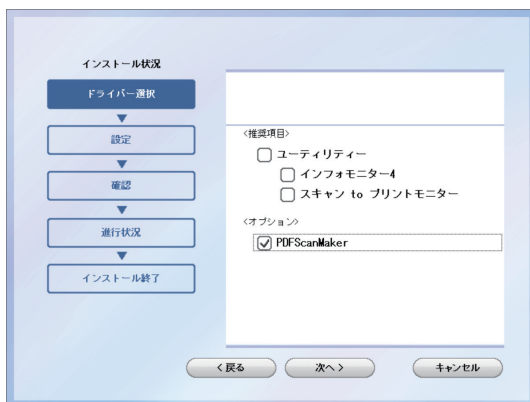 インストール状況
ドライバー選択
設定
確認
進行状況
インストール終了
<推奨項目>
ユーティリティー
インフォモニター4
スキャン to プリントモニター
<オプション>
PDFScanMaker
<戻る
次へ>
キャンセル